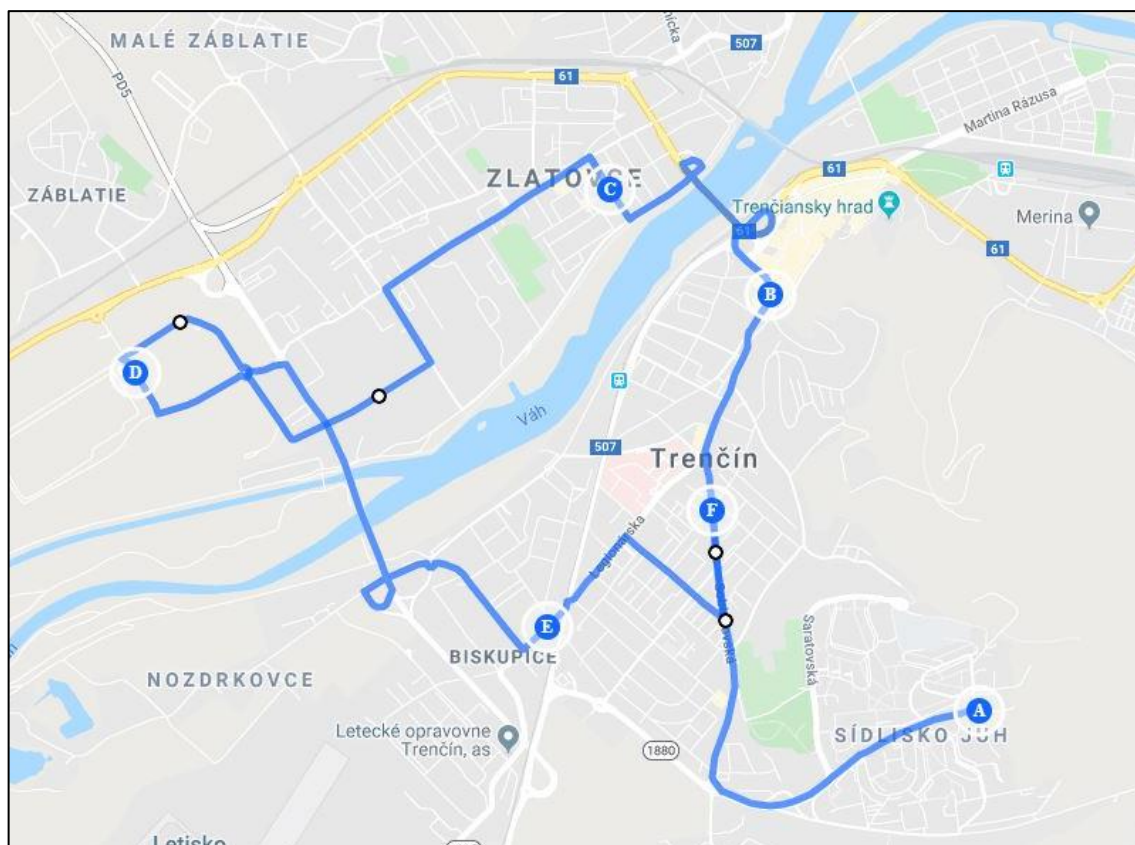 MALÉ ZÁBLATIE
PD5
507
61
Martina Rázusa
ZÁBLATIE
ZLATOVCE
C
61
Trenčiansky hrad
Merina
61
61
B
D
Váh
507
Trenčín
F
Legionárska
Saratovská
E
BISKUPICE
NOZDRKOVCE
A
SÍDLISKO JUH
Letecké opravovne
Trenčín, as
1880
Letisko